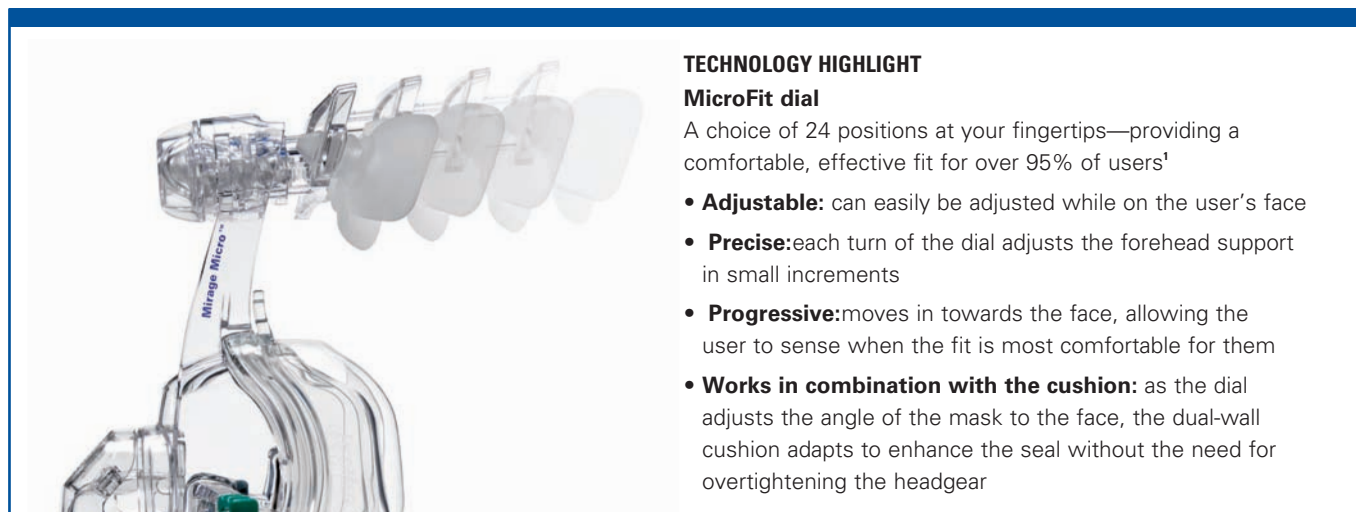 TECHNOLOGY HIGHLIGHT
MicroFit dial
A choice of 24 positions at your fingertips—providing a
comfortable, effective fit for over 95% of users¹
• Adjustable: can easily be adjusted while on the user’s face
• Precise:each turn of the dial adjusts the forehead support
in small increments
• Progressive:moves in towards the face, allowing the
user to sense when the fit is most comfortable for them
• Works in combination with the cushion: as the dial
adjusts the angle of the mask to the face, the dual-wall
cushion adapts to enhance the seal without the need for
overtightening the headgear
Mirage Micro™